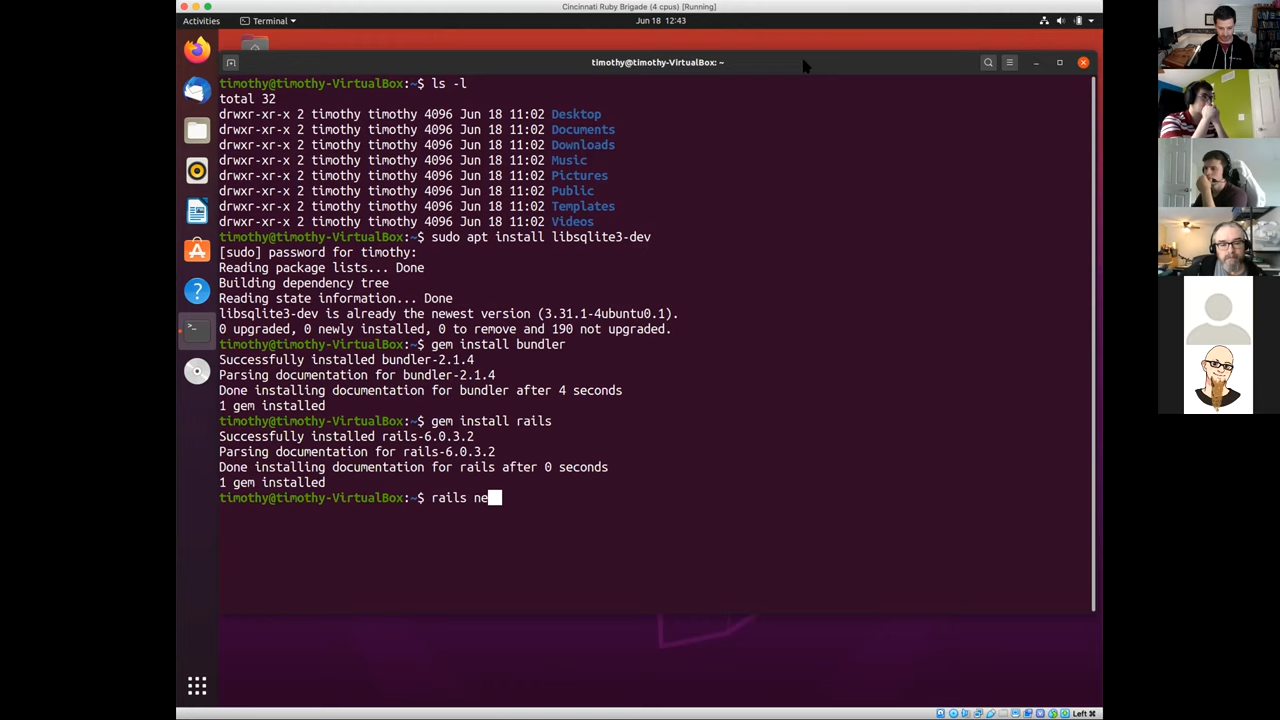 Cincinnati Ruby Brigade (4 cpus) [Running]
Activities
Terminal
Jun 18 12:43
timothy@timothy-VirtualBox: ~
timothy@timothy-VirtualBox:~$ ls -l
total 32
drwxr-xr-x 2 timothy timothy 4096 Jun 18 11:02 Desktop
drwxr-xr-x 2 timothy timothy 4096 Jun 18 11:02 Documents
drwxr-xr-x 2 timothy timothy 4096 Jun 18 11:02 Downloads
drwxr-xr-x 2 timothy timothy 4096 Jun 18 11:02 Music
drwxr-xr-x 2 timothy timothy 4096 Jun 18 11:02 Pictures
drwxr-xr-x 2 timothy timothy 4096 Jun 18 11:02 Public
drwxr-xr-x 2 timothy timothy 4096 Jun 18 11:02 Templates
drwxr-xr-x 2 timothy timothy 4096 Jun 18 11:02 Videos
timothy@timothy-VirtualBox:~$ sudo apt install libsqlite3-dev
[sudo] password for timothy:
Reading package lists... Done
Building dependency tree
Reading state information... Done
libsqlite3-dev is already the newest version (3.31.1-4ubuntu0.1).
0 upgraded, 0 newly installed, 0 to remove and 190 not upgraded.
timothy@timothy-VirtualBox:~$ gem install bundler
Successfully installed bundler-2.1.4
Parsing documentation for bundler-2.1.4
Done installing documentation for bundler after 4 seconds
1 gem installed
timothy@timothy-VirtualBox:~$ gem install rails
Successfully installed rails-6.0.3.2
Parsing documentation for rails-6.0.3.2
Done installing documentation for rails after 0 seconds
1 gem installed
timothy@timothy-VirtualBox:~$ rails ne
Left ⌘